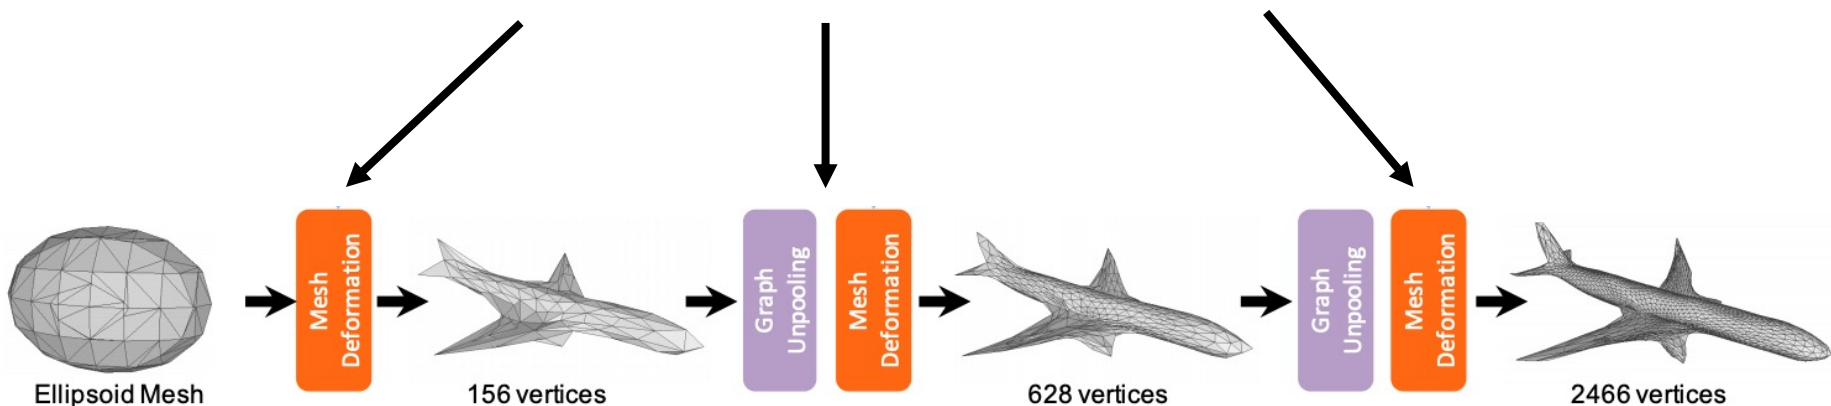 Mesh
Deformation
Graph
Unpooling
Mesh
Deformation
Graph
Unpooling
Mesh
Deformation
Ellipsoid Mesh
156 vertices
628 vertices
2466 vertices